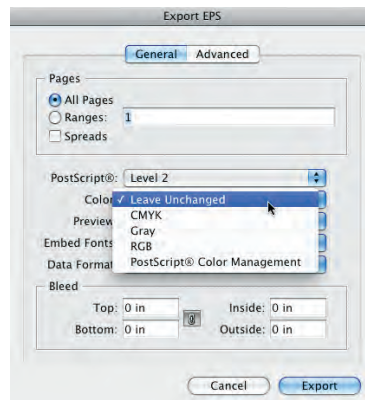 Export EPS
General Advanced
Pages
All Pages
Ranges: 1
Spreads
PostScript®: Level 2
Color ✓ Leave Unchanged
CMYK
Preview
Gray
Embed Fonts
RGB
Data Format
PostScript® Color Management
Bleed
Top: 0 in Inside: 0 in
Bottom: 0 in Outside: 0 in
Cancel Export